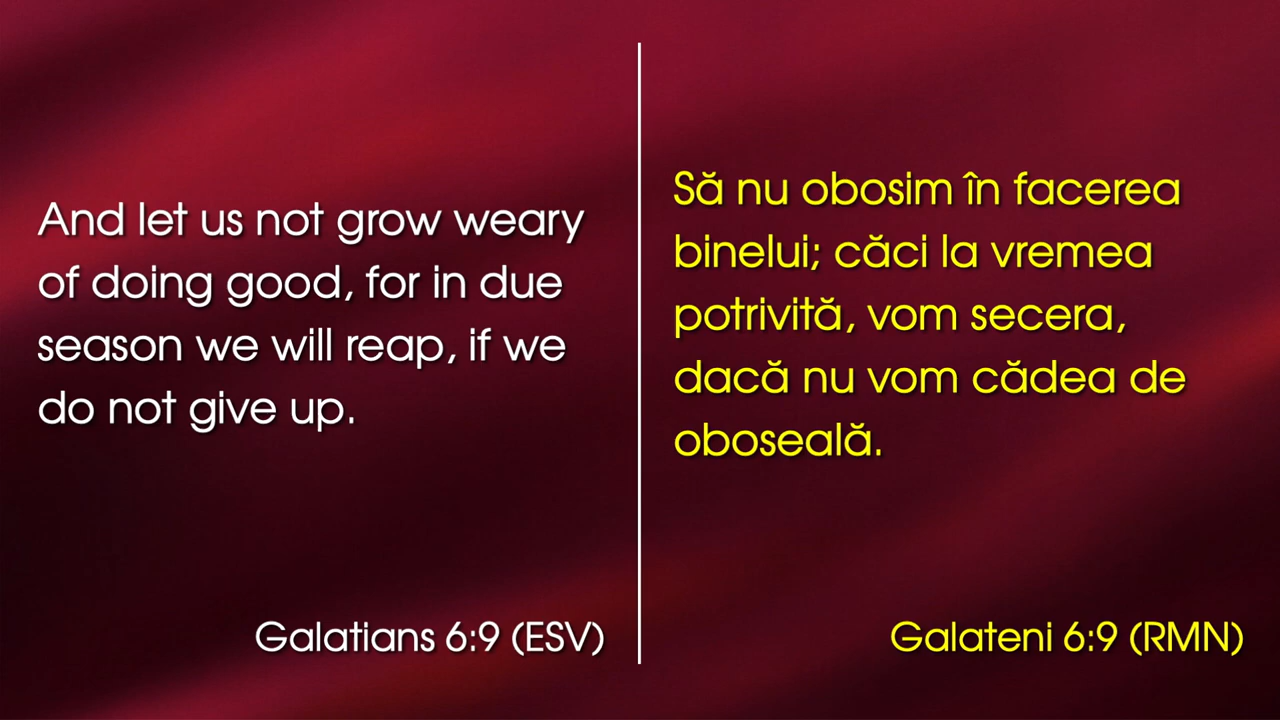 And let us not grow weary
of doing good, for in due
season we will reap, if we
do not give up.
Galatians 6:9 (ESV)
Să nu obosim în facerea
binelui; căci la vremea
potrivită, vom secera,
dacă nu vom cădea de
oboseală.
Galateni 6:9 (RMN)